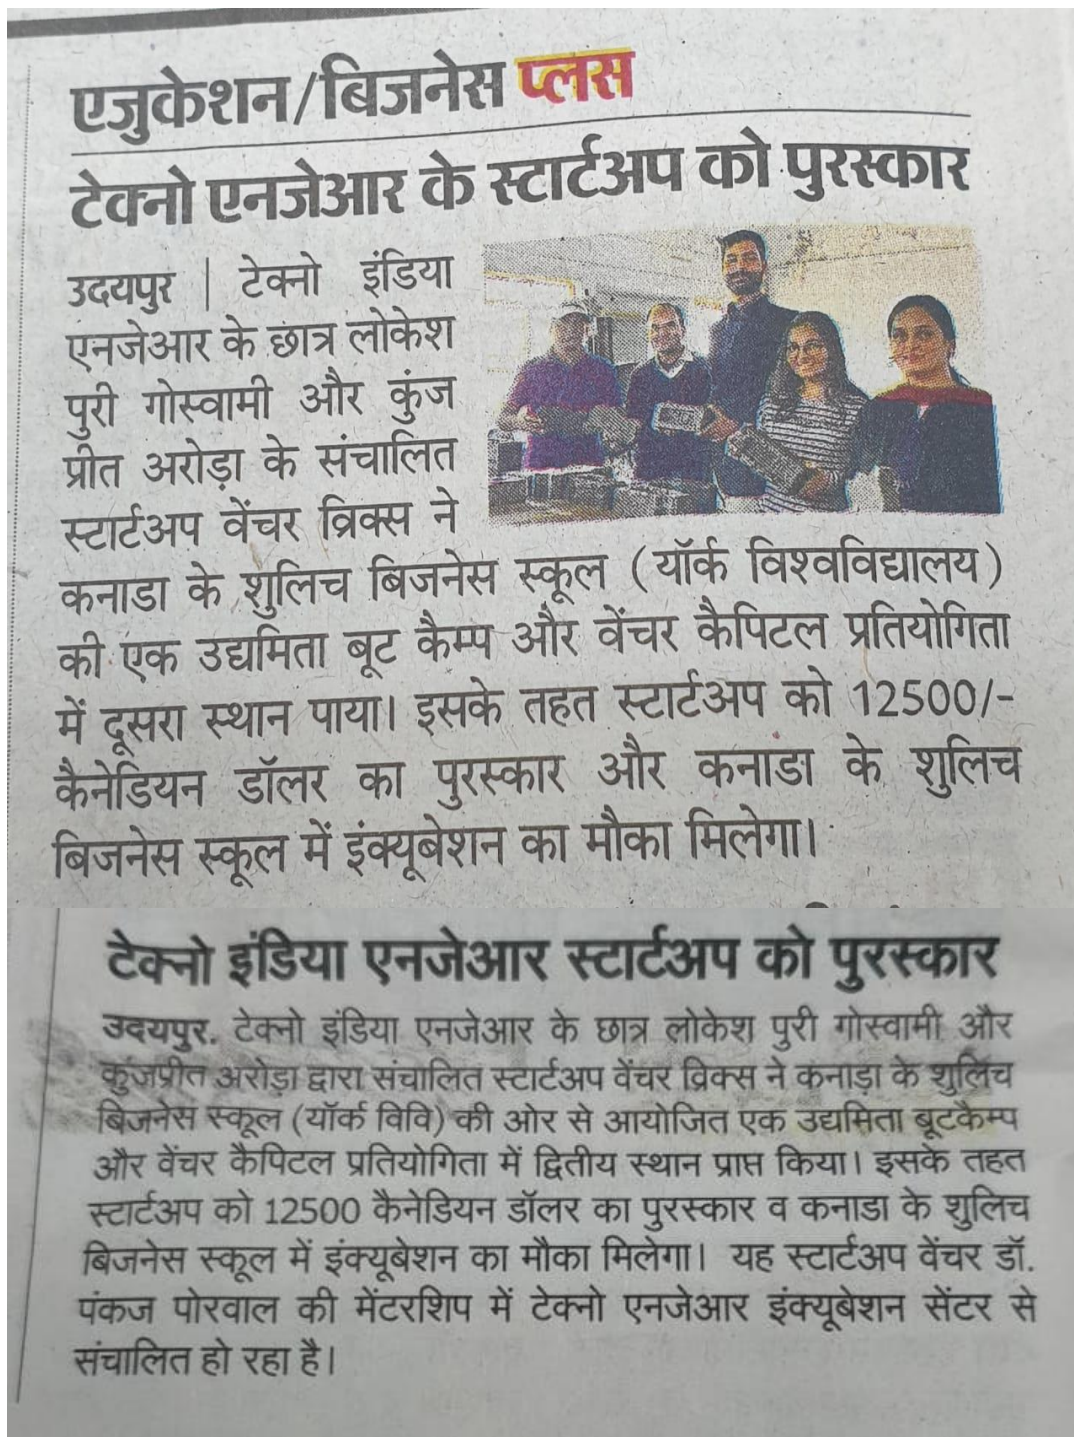 एजुकेशन/बिजनेस प्लस
टेक्नो एनजेआर के स्टार्टअप को पुरस्कार
उदयपुर | टेक्नो इंडिया
एनजेआर के छात्र लोकेश
पुरी गोस्वामी और कुंज
प्रीत अरोड़ा के संचालित
स्टार्टअप वेंचर व्रिक्स ने
कनाडा के शुलिच बिजनेस स्कूल (यॉर्क विश्वविद्यालय)
की एक उद्यमिता बूट कैम्प और वेंचर कैपिटल प्रतियोगिता
में दूसरा स्थान पाया। इसके तहत स्टार्टअप को 12500/-
कैनेडियन डॉलर का पुरस्कार और कनाडा के शुलिच
बिजनेस स्कूल में इंक्यूबेशन का मौका मिलेगा।
टेक्नो इंडिया एनजेआर स्टार्टअप को पुरस्कार
उदयपुर. टेक्नो इंडिया एनजेआर के छात्र लोकेश पुरी गोस्वामी और
कुंजप्रीत अरोड़ा द्वारा संचालित स्टार्टअप वेंचर व्रिक्स ने कनाड़ा के शुलिच
बिजनेस स्कूल (यॉर्क विवि) की ओर से आयोजित एक उद्यमिता बूटकैम्प
और वेंचर कैपिटल प्रतियोगिता में द्वितीय स्थान प्राप्त किया। इसके तहत
स्टार्टअप को 12500 कैनेडियन डॉलर का पुरस्कार व कनाडा के शुलिच
बिजनेस स्कूल में इंक्यूबेशन का मौका मिलेगा। यह स्टार्टअप वेंचर डॉ.
पंकज पोरवाल की मेंटरशिप में टेक्नो एनजेआर इंक्यूबेशन सेंटर से
संचालित हो रहा है।